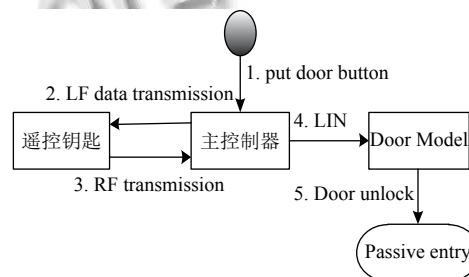 1. put door button
2. LF data transmission
遥控钥匙
主控制器
4. LIN
Door Model
3. RF transmission
5. Door unlock
Passive entry